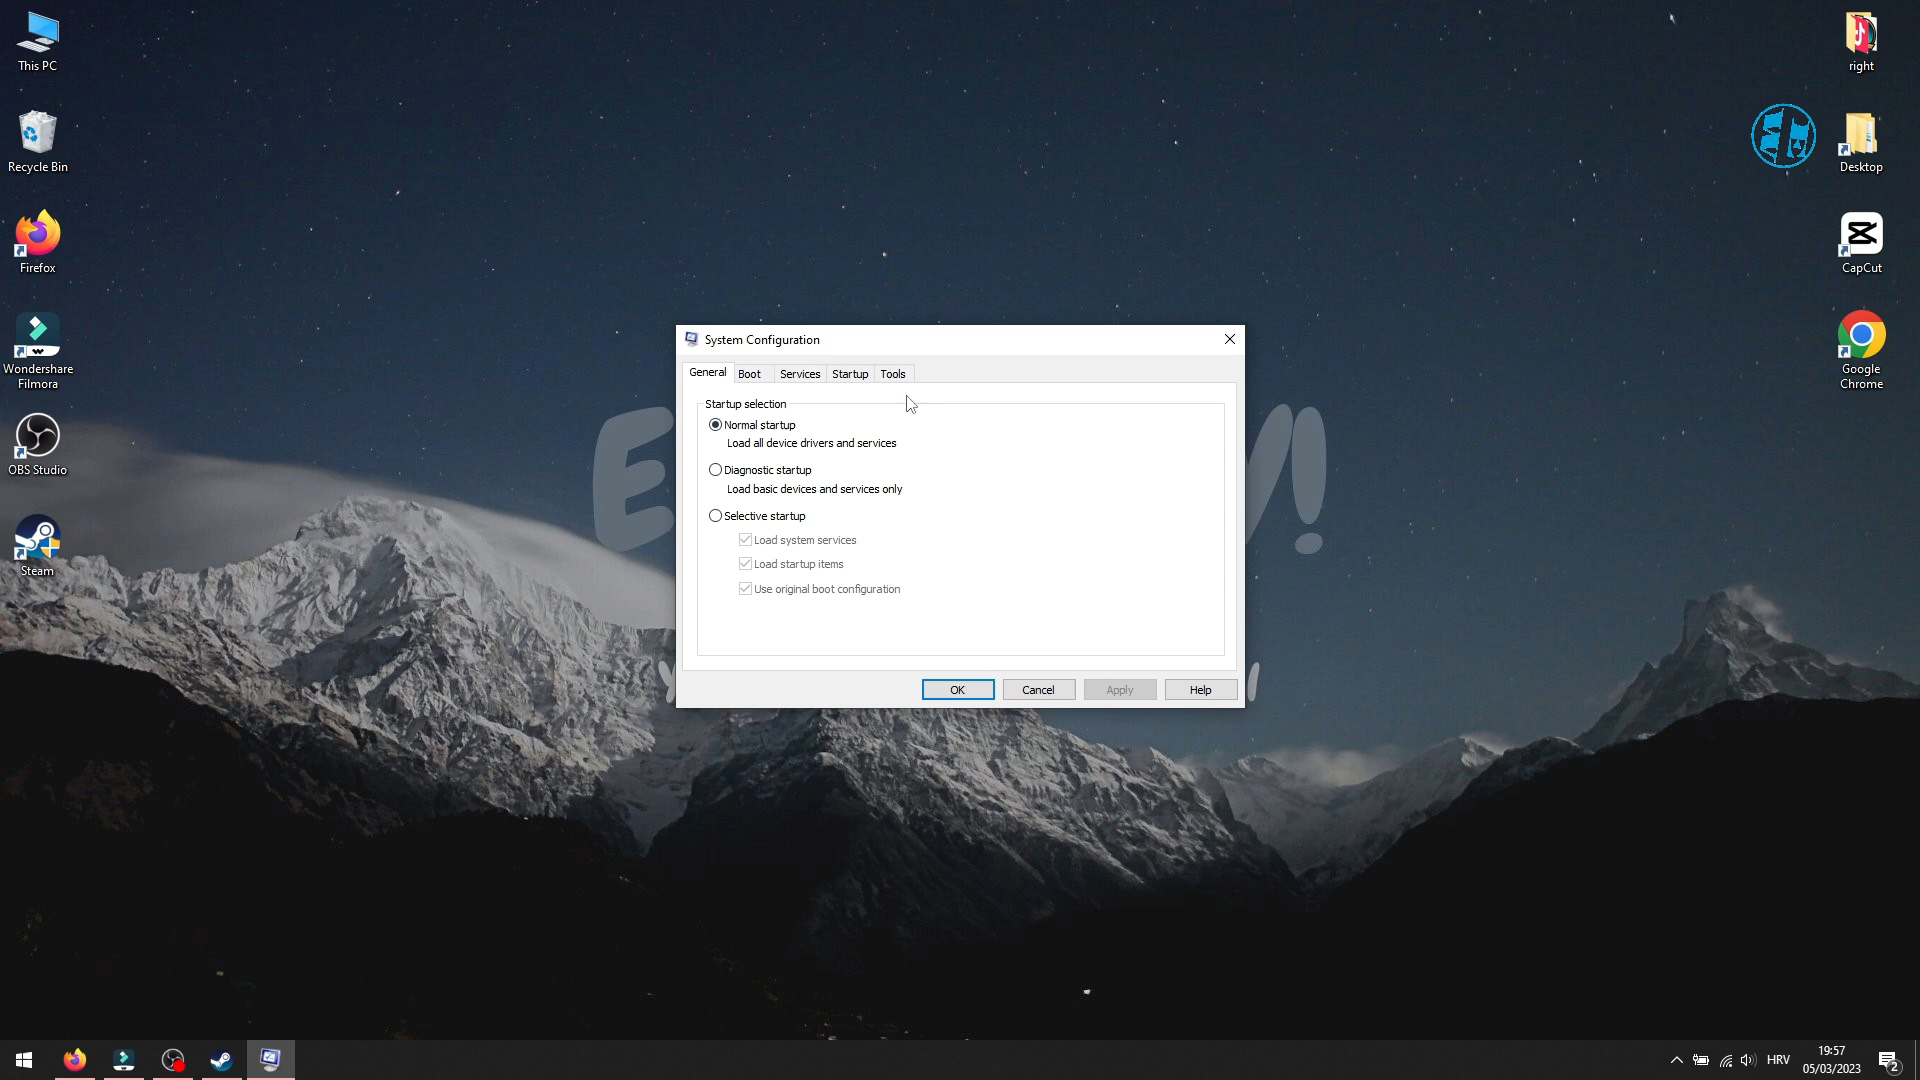 This PC
Recycle Bin
Firefox
Wondershare
Filmora
OBS Studio
Steam
right
Desktop
CapCut
Google
Chrome
System Configuration
General
Boot
Services
Startup
Tools
Startup selection
Normal startup
Load all device drivers and services
Diagnostic startup
Load basic devices and services only
Selective startup
Load system services
Load startup items
Use original boot configuration
OK
Cancel
Apply
Help
HRV
19:57
05/03/2023
2